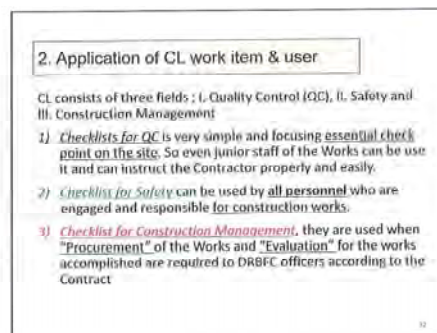 2. Application of CL work item & user
CL consists of three fields ; I. Quality Control (QC), II. Safety and
III. Construction Management
1) Checklists for QC is very simple and focusing essential check
point on the site. So even junior staff of the Works can be use
it and can instruct the Contractor properly and easily.
2) Checklist for Safety can be used by all personnel who are
engaged and responsible for construction works.
3) Checklist for Construction Management, they are used when
"Procurement" of the Works and "Evaluation" for the works
accomplished are required to DRBFC officers according to the
Contract